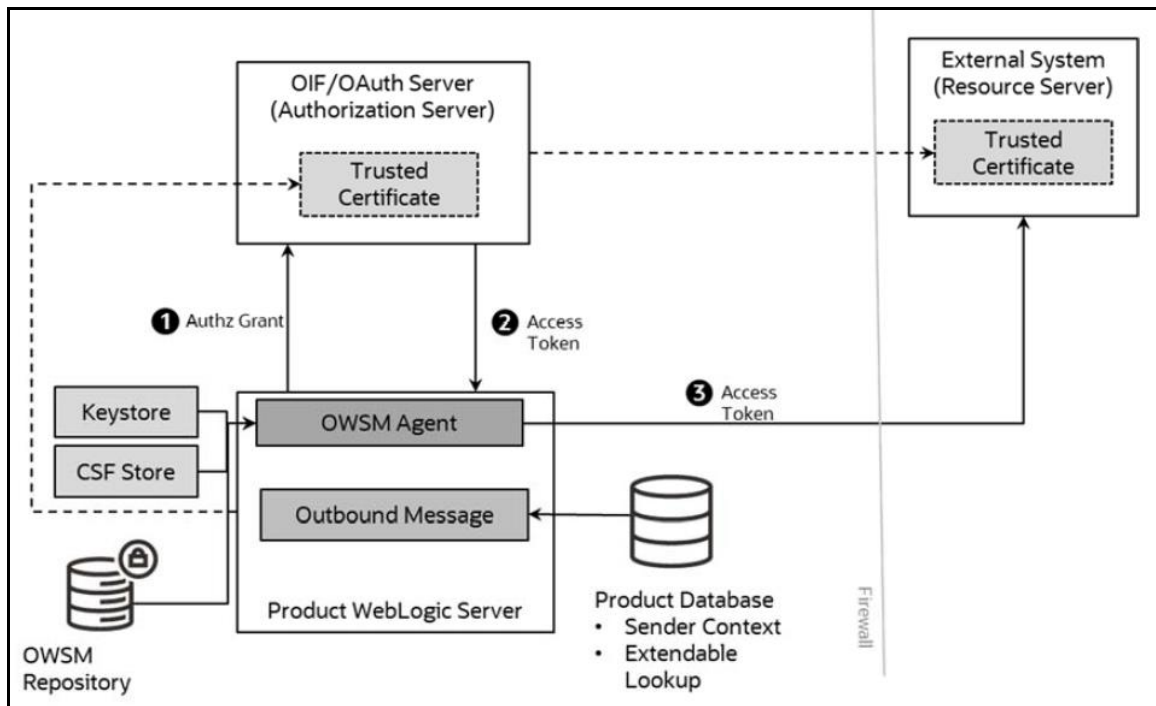 OIF/OAuth Server
(Authorization Server)
Trusted
Certificate
External System
(Resource Server)
Trusted
Certificate
1 Authz Grant
2 Access
Token
3 Access
Token
Keystore
CSF Store
OWSM Agent
Outbound Message
Product WebLogic Server
OWSM
Repository
Product Database
• Sender Context
• Extendable
Lookup
Firewall